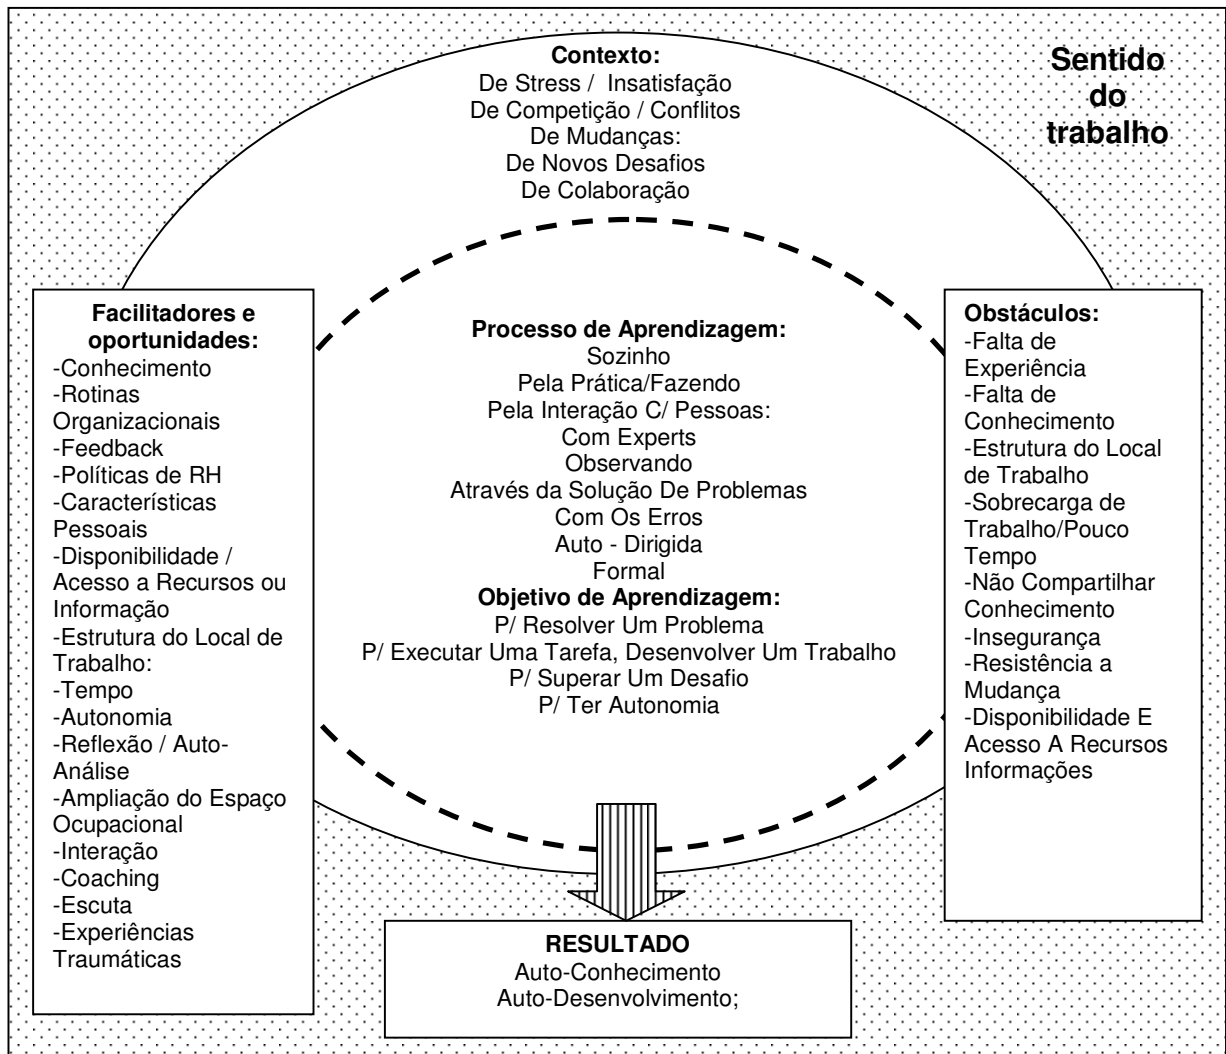 Contexto:
De Stress / Insatisfação
De Competição / Conflitos
De Mudanças:
De Novos Desafios
De Colaboração
Sentido
do
trabalho
Facilitadores e
oportunidades:
-Conhecimento
-Rotinas
Organizacionais
-Feedback
-Políticas de RH
-Características
Pessoais
-Disponibilidade /
Acesso a Recursos ou
Informação
-Estrutura do Local de
Trabalho:
-Tempo
-Autonomia
-Reflexão / Auto-
Análise
-Ampliação do Espaço
Ocupacional
-Interação
-Coaching
-Escuta
-Experiências
Traumáticas
Processo de Aprendizagem:
Sozinho
Pela Prática/Fazendo
Pela Interação C/ Pessoas:
Com Experts
Observando
Através da Solução De Problemas
Com Os Erros
Auto - Dirigida
Formal
Objetivo de Aprendizagem:
P/ Resolver Um Problema
P/ Executar Uma Tarefa, Desenvolver Um Trabalho
P/ Superar Um Desafio
P/ Ter Autonomia
Obstáculos:
-Falta de
Experiência
-Falta de
Conhecimento
-Estrutura do Local
de Trabalho
-Sobrecarga de
Trabalho/Pouco
Tempo
-Não Compartilhar
Conhecimento
-Insegurança
-Resistência a
Mudança
-Disponibilidade E
Acesso A Recursos
Informações
RESULTADO
Auto-Conhecimento
Auto-Desenvolvimento;